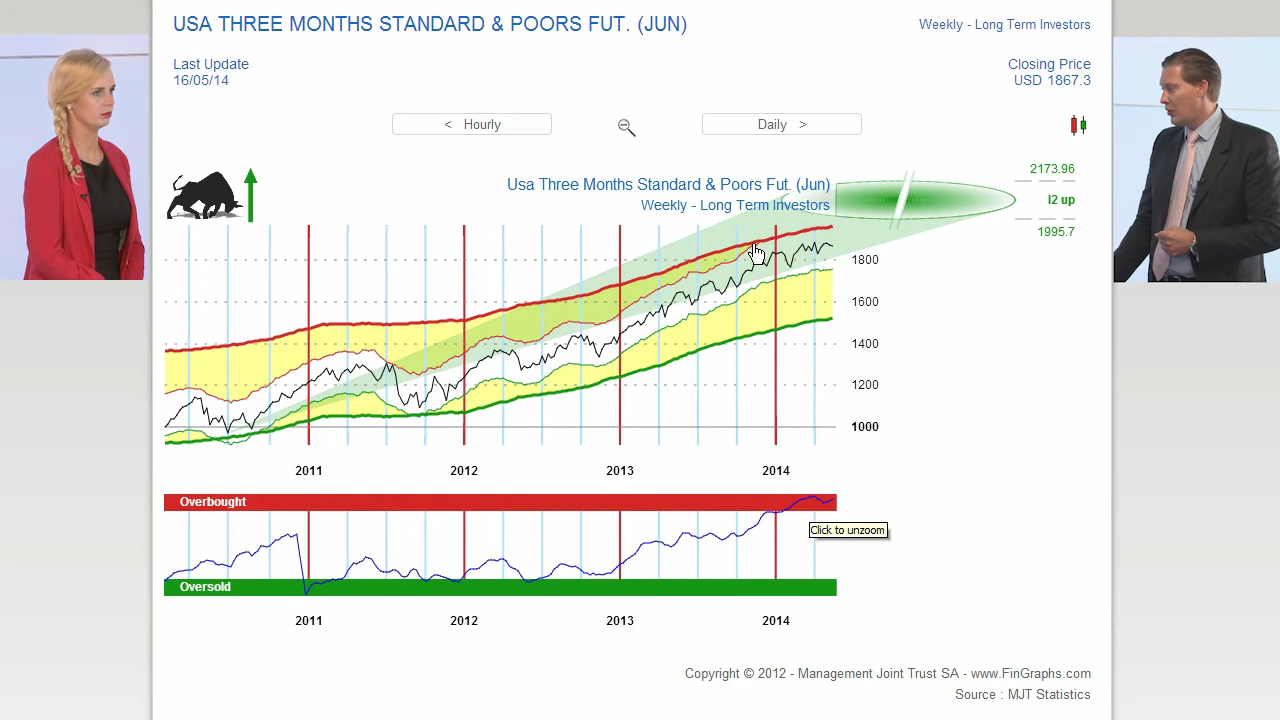 USA THREE MONTHS STANDARD & POORS FUT. (JUN)
Weekly - Long Term Investors
Last Update
16/05/14
Closing Price
USD 1867.3
< Hourly
Daily >
Usa Three Months Standard & Poors Fut. (Jun)
Weekly - Long Term Investors
2173.96
I2 up
1995.7
1800
1600
1400
1200
1000
2011 2012 2013 2014
Overbought
Click to unzoom
Oversold
2011 2012 2013 2014
Copyright © 2012 - Management Joint Trust SA - www.FinGraphs.com
Source : MJT Statistics